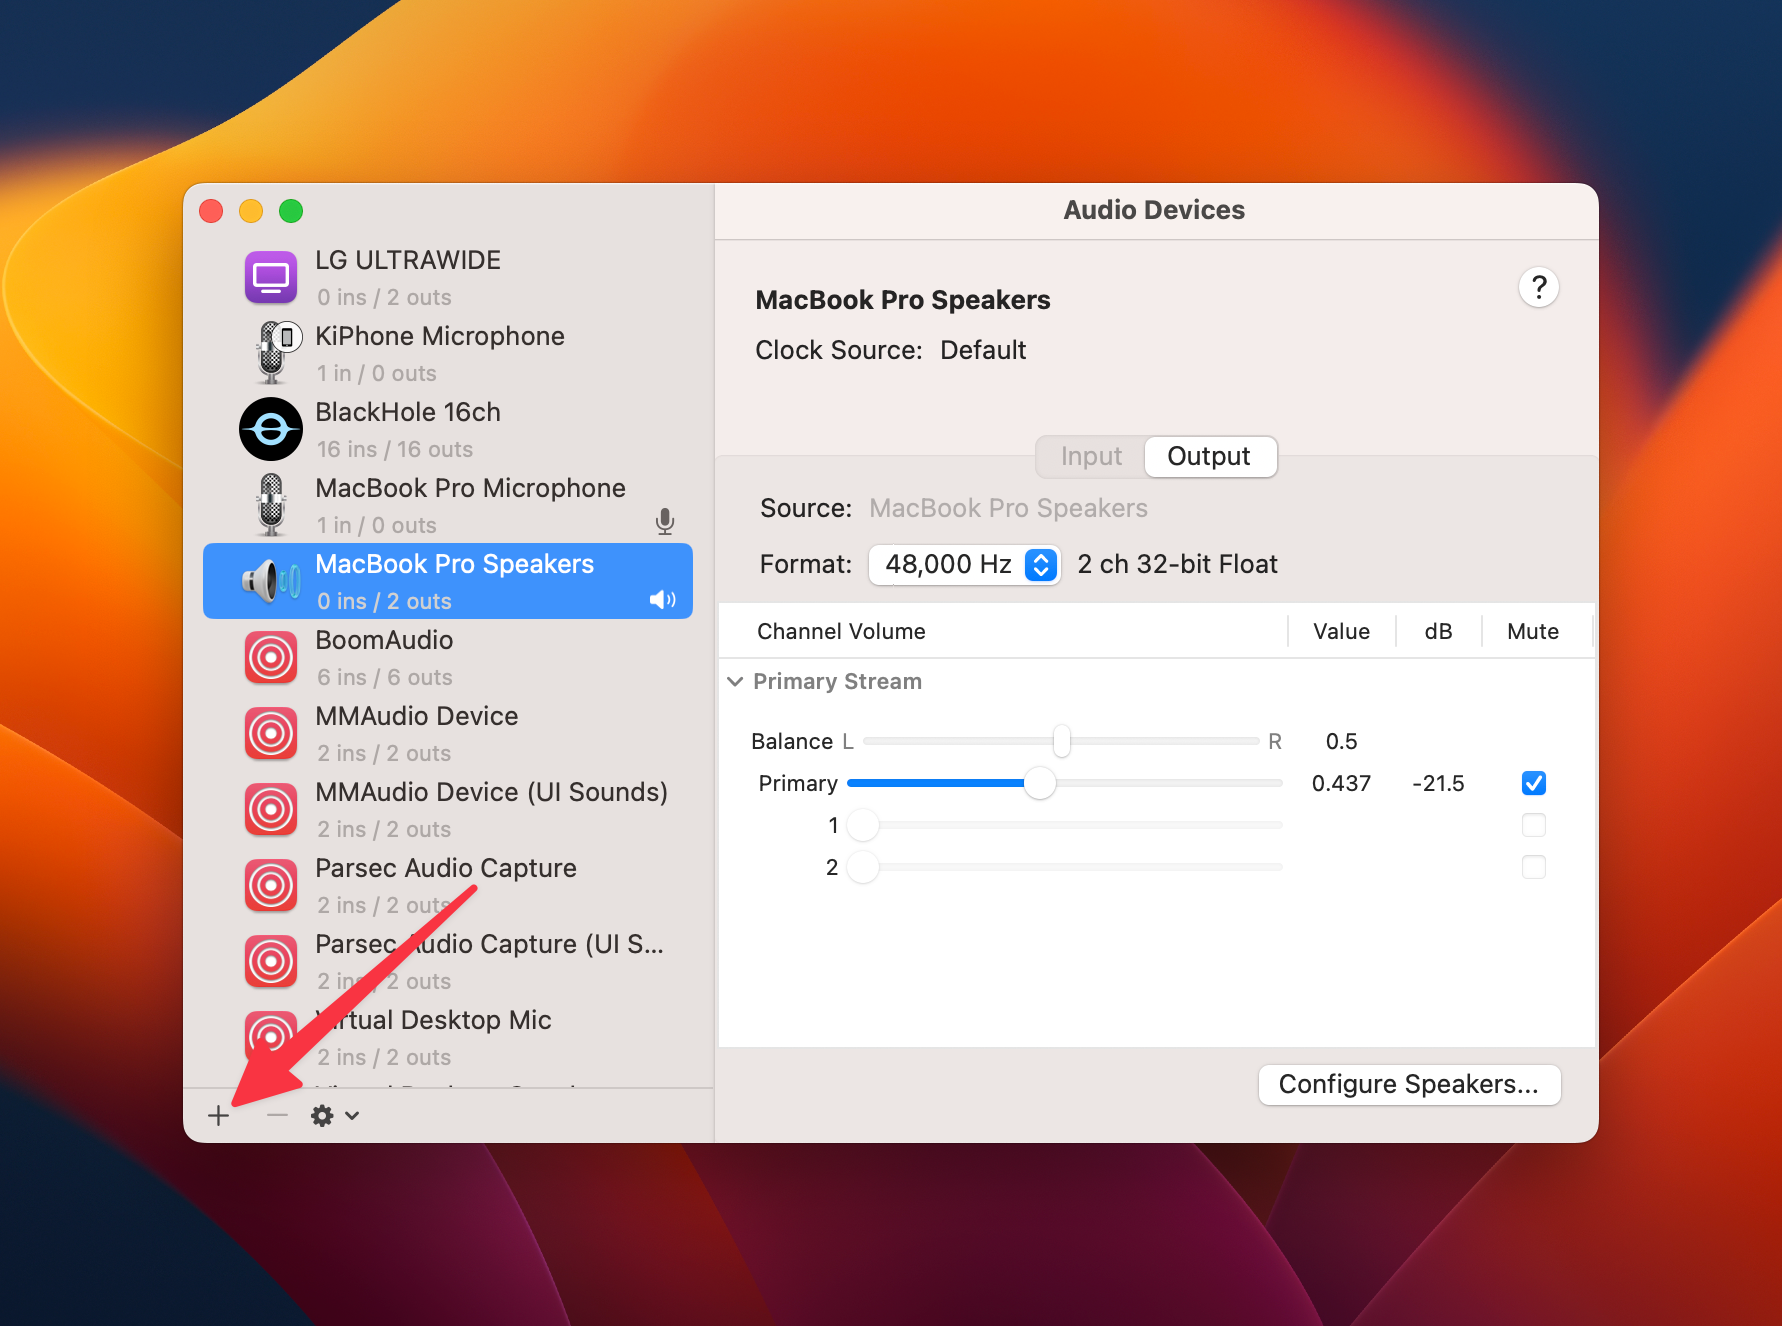 LG ULTRAWIDE
0 ins / 2 outs
KiPhone Microphone
1 in / 0 outs
BlackHole 16ch
16 ins / 16 outs
MacBook Pro Microphone
1 in / 0 outs
MacBook Pro Speakers
0 ins / 2 outs
BoomAudio
6 ins / 6 outs
MMAudio Device
2 ins / 2 outs
MMAudio Device (UI Sounds)
2 ins / 2 outs
Parsec Audio Capture
2 ins / 2 outs
Parsec Audio Capture (UI S...
2 ins / 2 outs
Virtual Desktop Mic
2 ins / 2 outs
Audio Devices
MacBook Pro Speakers
?
Clock Source: Default
Input Output
Source: MacBook Pro Speakers
Format: 48,000 Hz 2 ch 32-bit Float
Channel Volume Value dB Mute
Primary Stream
Balance L R 0.5
Primary 0.437 -21.5
1
2
Configure Speakers...